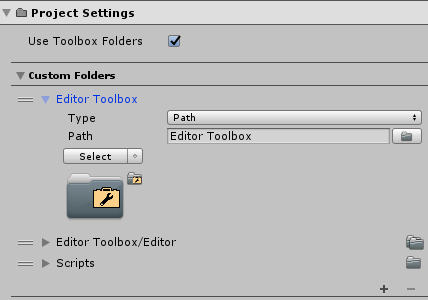 Project Settings
Use Toolbox Folders
Custom Folders
Editor Toolbox
Type Path
Path Editor Toolbox
Select
Editor Toolbox/Editor
Scripts